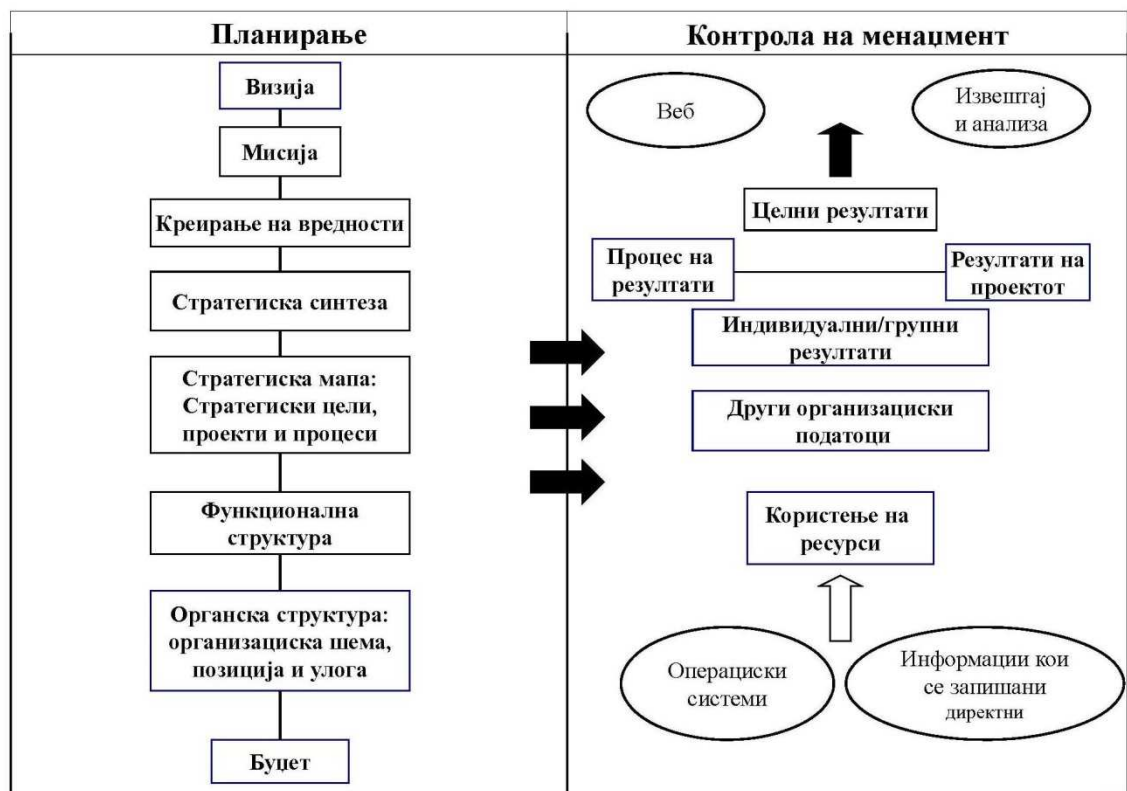 Планирање
Визија
Мисија
Креирање на вредности
Стратегиска синтеза
Стратегиска мапа:
Стратегиски цели,
проекти и процеси
Функционална
структура
Органска структура:
организациска шема,
позиција и улога
Буџет
Контрола на менаџмент
Веб
Извештај
и анализа
Целни резултати
Процес на
резултати
Резултати на
проектот
Индивидуални/групни
резултати
Други организациски
податоци
Користење на
ресурси
Операциски
системи
Информации кои
се запишани
директни